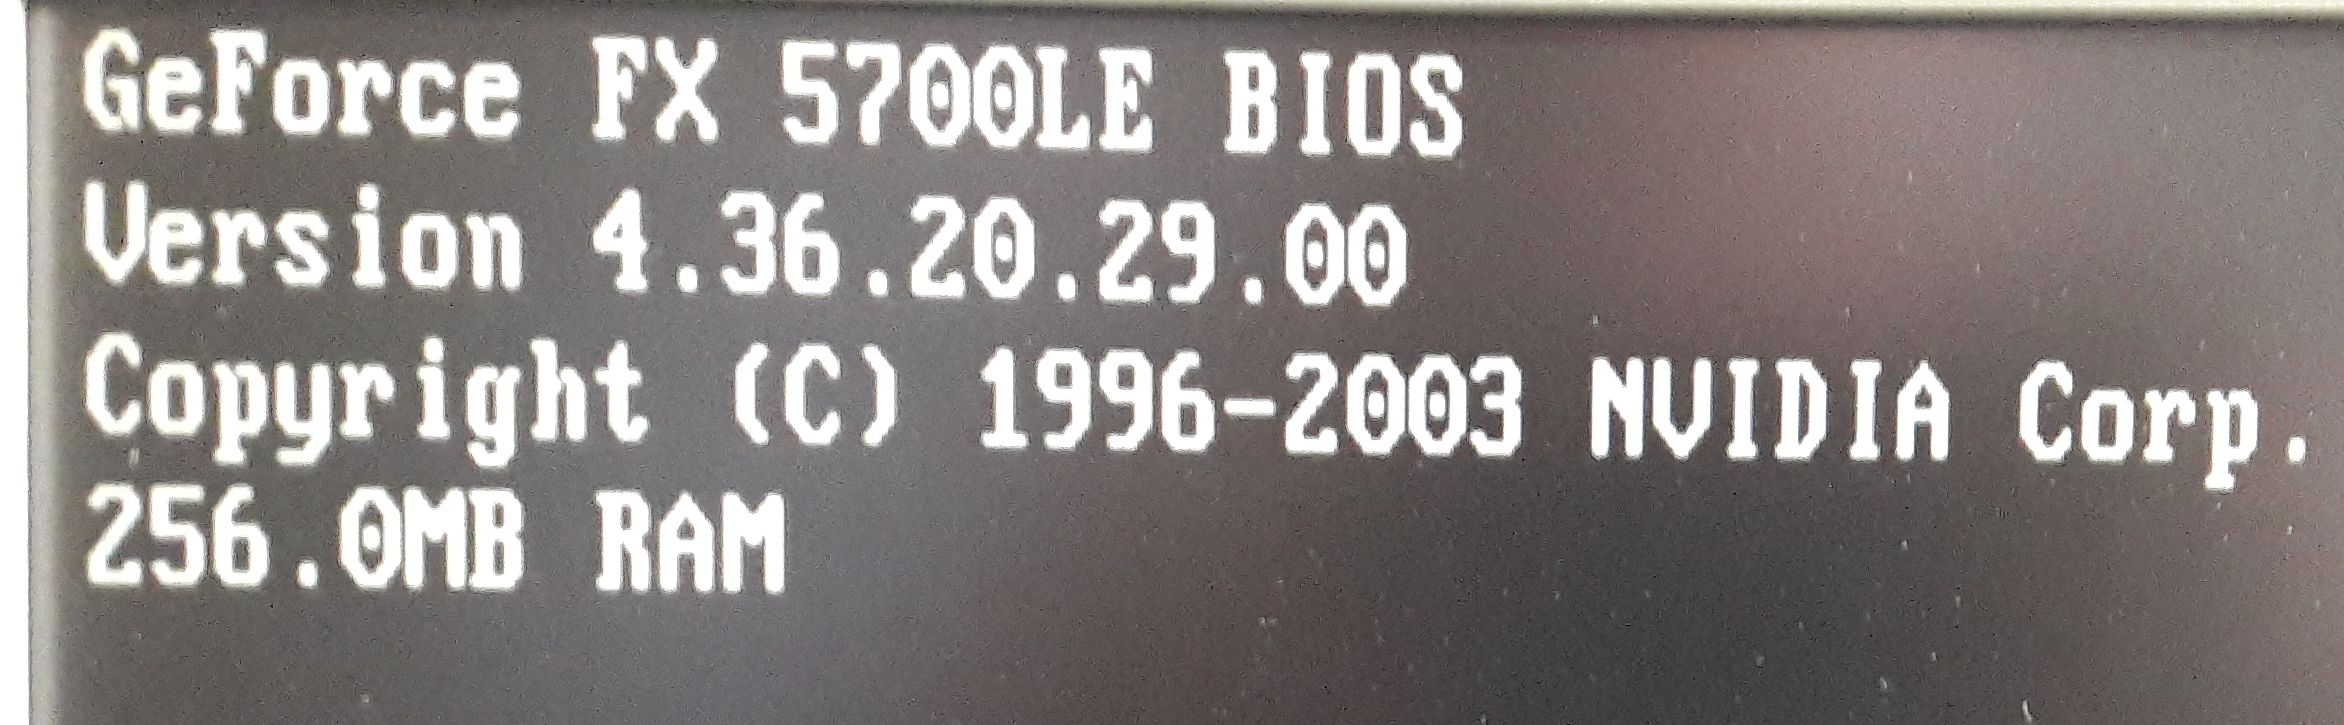 GeForce FX 5700LE BIOS
Version 4.36.20.29.00
Copyright (C) 1996-2003 NVIDIA Corp.
256.0MB RAM